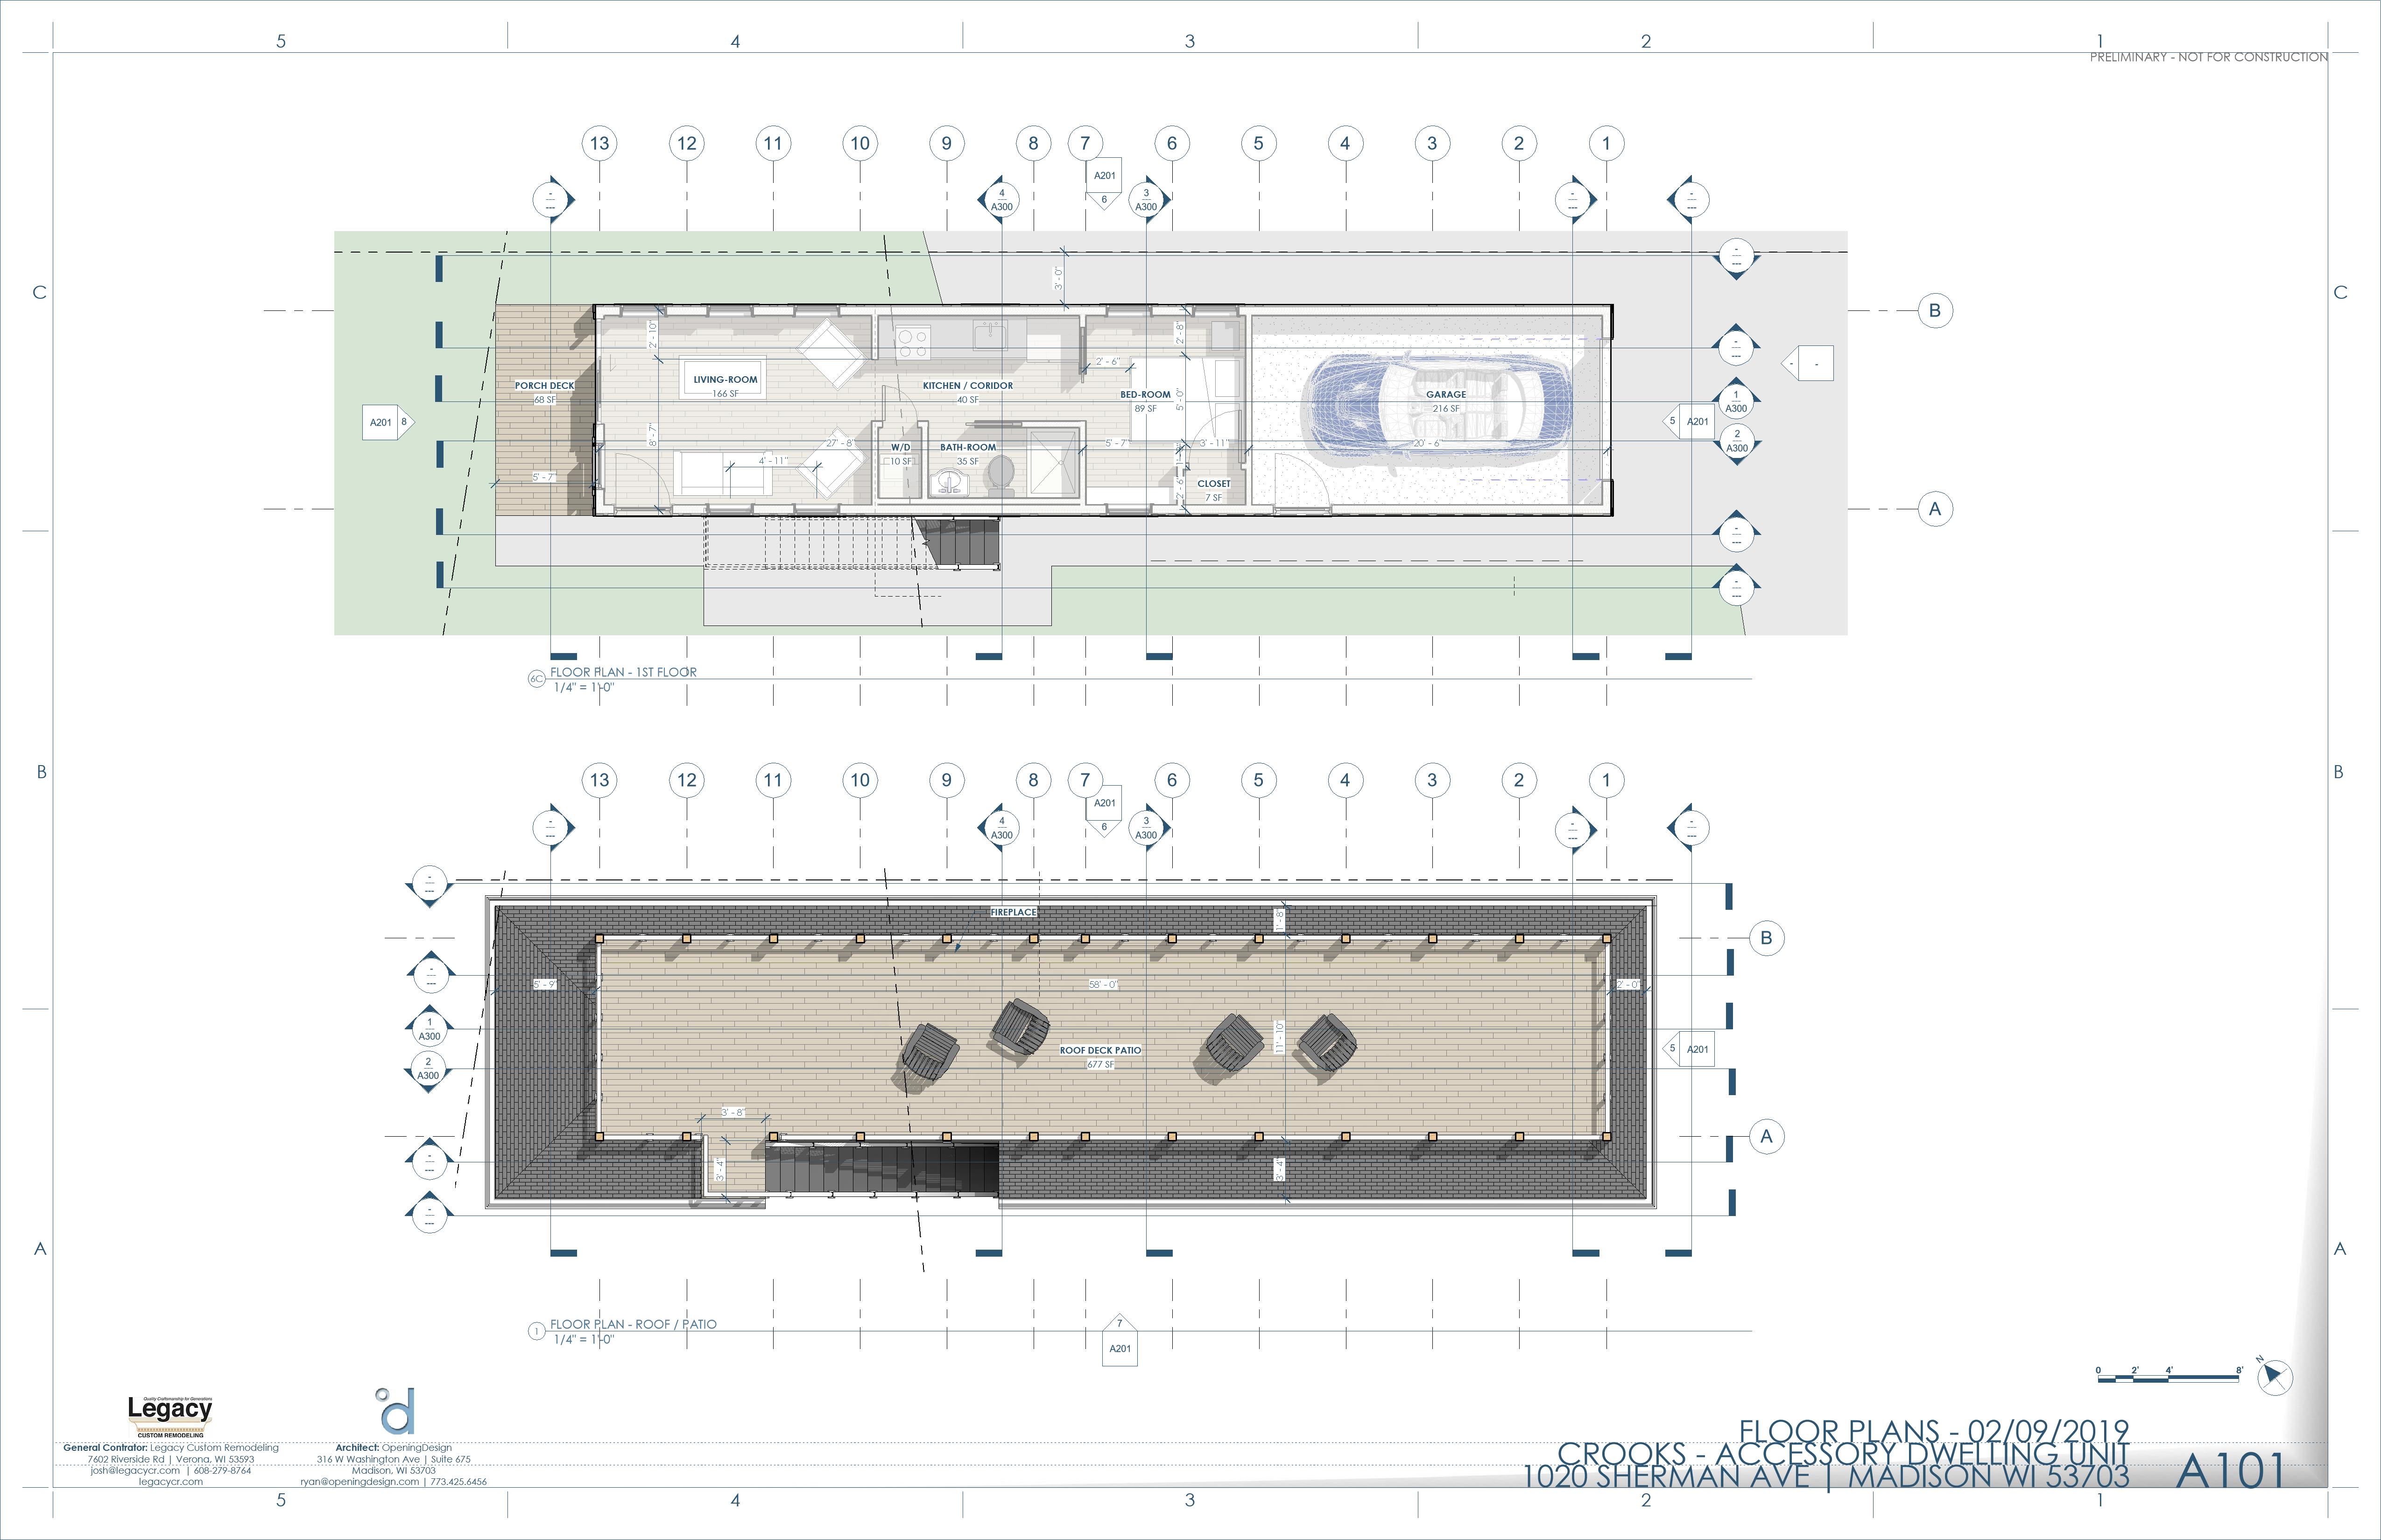 5 4 3 2 1
PRELIMINARY - NOT FOR CONSTRUCTION
13 12 11 10 9 8 7 6 5 4 3 2 1
A201
6
-
---
4
A300
3
A300
-
---
-
---
C
C
3' - 0"
-
---
B
-
---
-
-
2' - 10"
2' - 8"
2' - 6"
LIVING-ROOM
166 SF
PORCH DECK
68 SF
KITCHEN / CORIDOR
40 SF
BED-ROOM
89 SF
5' - 0"
GARAGE
216 SF
1
A300
A201
8
5
A201
2
A300
8' - 7"
27' - 8"
W/D
10 SF
BATH-ROOM
35 SF
5' - 7"
3' - 11"
20' - 6"
4' - 11"
5' - 7"
2' - 6"
CLOSET
7 SF
A
-
---
-
---
6C
FLOOR PLAN - 1ST FLOOR
1/4" = 1'-0"
B
B
13 12 11 10 9 8 7 6 5 4 3 2 1
A201
6
-
---
4
A300
3
A300
-
---
-
---
-
---
FIREPLACE
1' - 8"
B
-
---
5' - 9"
58' - 0"
2' - 0"
1
A300
11' - 10"
ROOF DECK PATIO
677 SF
5
A201
2
A300
3' - 8"
A
-
---
3' - 4"
3' - 4"
-
---
A
A
1
FLOOR PLAN - ROOF / PATIO
1/4" = 1'-0"
7
A201
0 2' 4' 8'
N
Quality Craftsmanship for Generations
Legacy
CUSTOM REMODELING
d
General Contrator: Legacy Custom Remodeling
7602 Riverside Rd | Verona, WI 53593
josh@legacycr.com | 608-279-8764
legacycr.com
Architect: OpeningDesign
316 W Washington Ave | Suite 675
Madison, WI 53703
ryan@openingdesign.com | 773.425.6456
FLOOR PLANS - 02/09/2019
CROOKS - ACCESSORY DWELLING UNIT
1020 SHERMAN AVE | MADISON WI 53703
A101
5 4 3 2 1